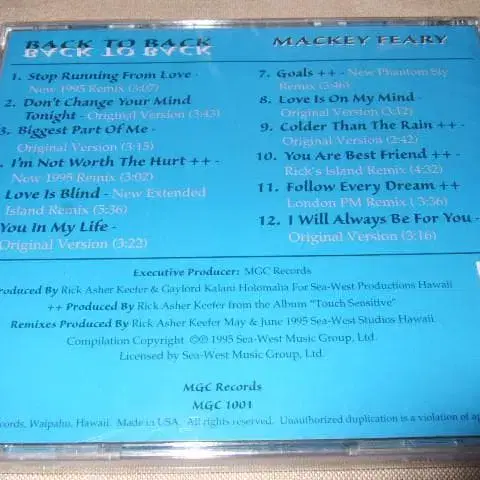 BACK TO BACK
BACK TO BACK
1. Stop Running From Love -
New 1995 Remix (3:07)
2. Don't Change Your Mind
Tonight - Original Version (3:43)
3. Biggest Part Of Me -
Original Version (3:15)
. I'm Not Worth The Hurt ++ -
New 1995 Remix (3:02)
Love Is Blind - New Extended
Island Remix (5:36)
You In My Life -
Original Version (3:22)
MACKEY FEARY
7. Goals ++ - New Phantom Sly
Remix (3:46)
8. Love Is On My Mind -
Original Version (3:12)
9. Colder Than The Rain ++ -
Original Version (2:42)
10. You Are Best Friend ++ -
Rick's Island Remix (4:32)
11. Follow Every Dream ++
London PM Remix ( 3:36)
12. I Will Always Be For You -
Original Version (3:16)
Executive Producer: MGC Records
roduced By Rick Asher Keefer & Gaylord Kalani Holomalia For Sea-West Productions Hawaii
++ Produced By Rick Asher Keefer from the Album "Touch Sensitive"
Remixes Produced By Rick Asher Keefer May & June 1995 Sea-West Studios Hawaii.
Compilation Copyright ©℗ 1995 Sea-West Music Group, Ltd.
Licensed by Sea-West Music Group, Ltd.
MGC Records
MGC 1001
ecords, Waipahu, Hawaii. Made in USA. All rights reserved. Unauthorized duplication is a violation of ap